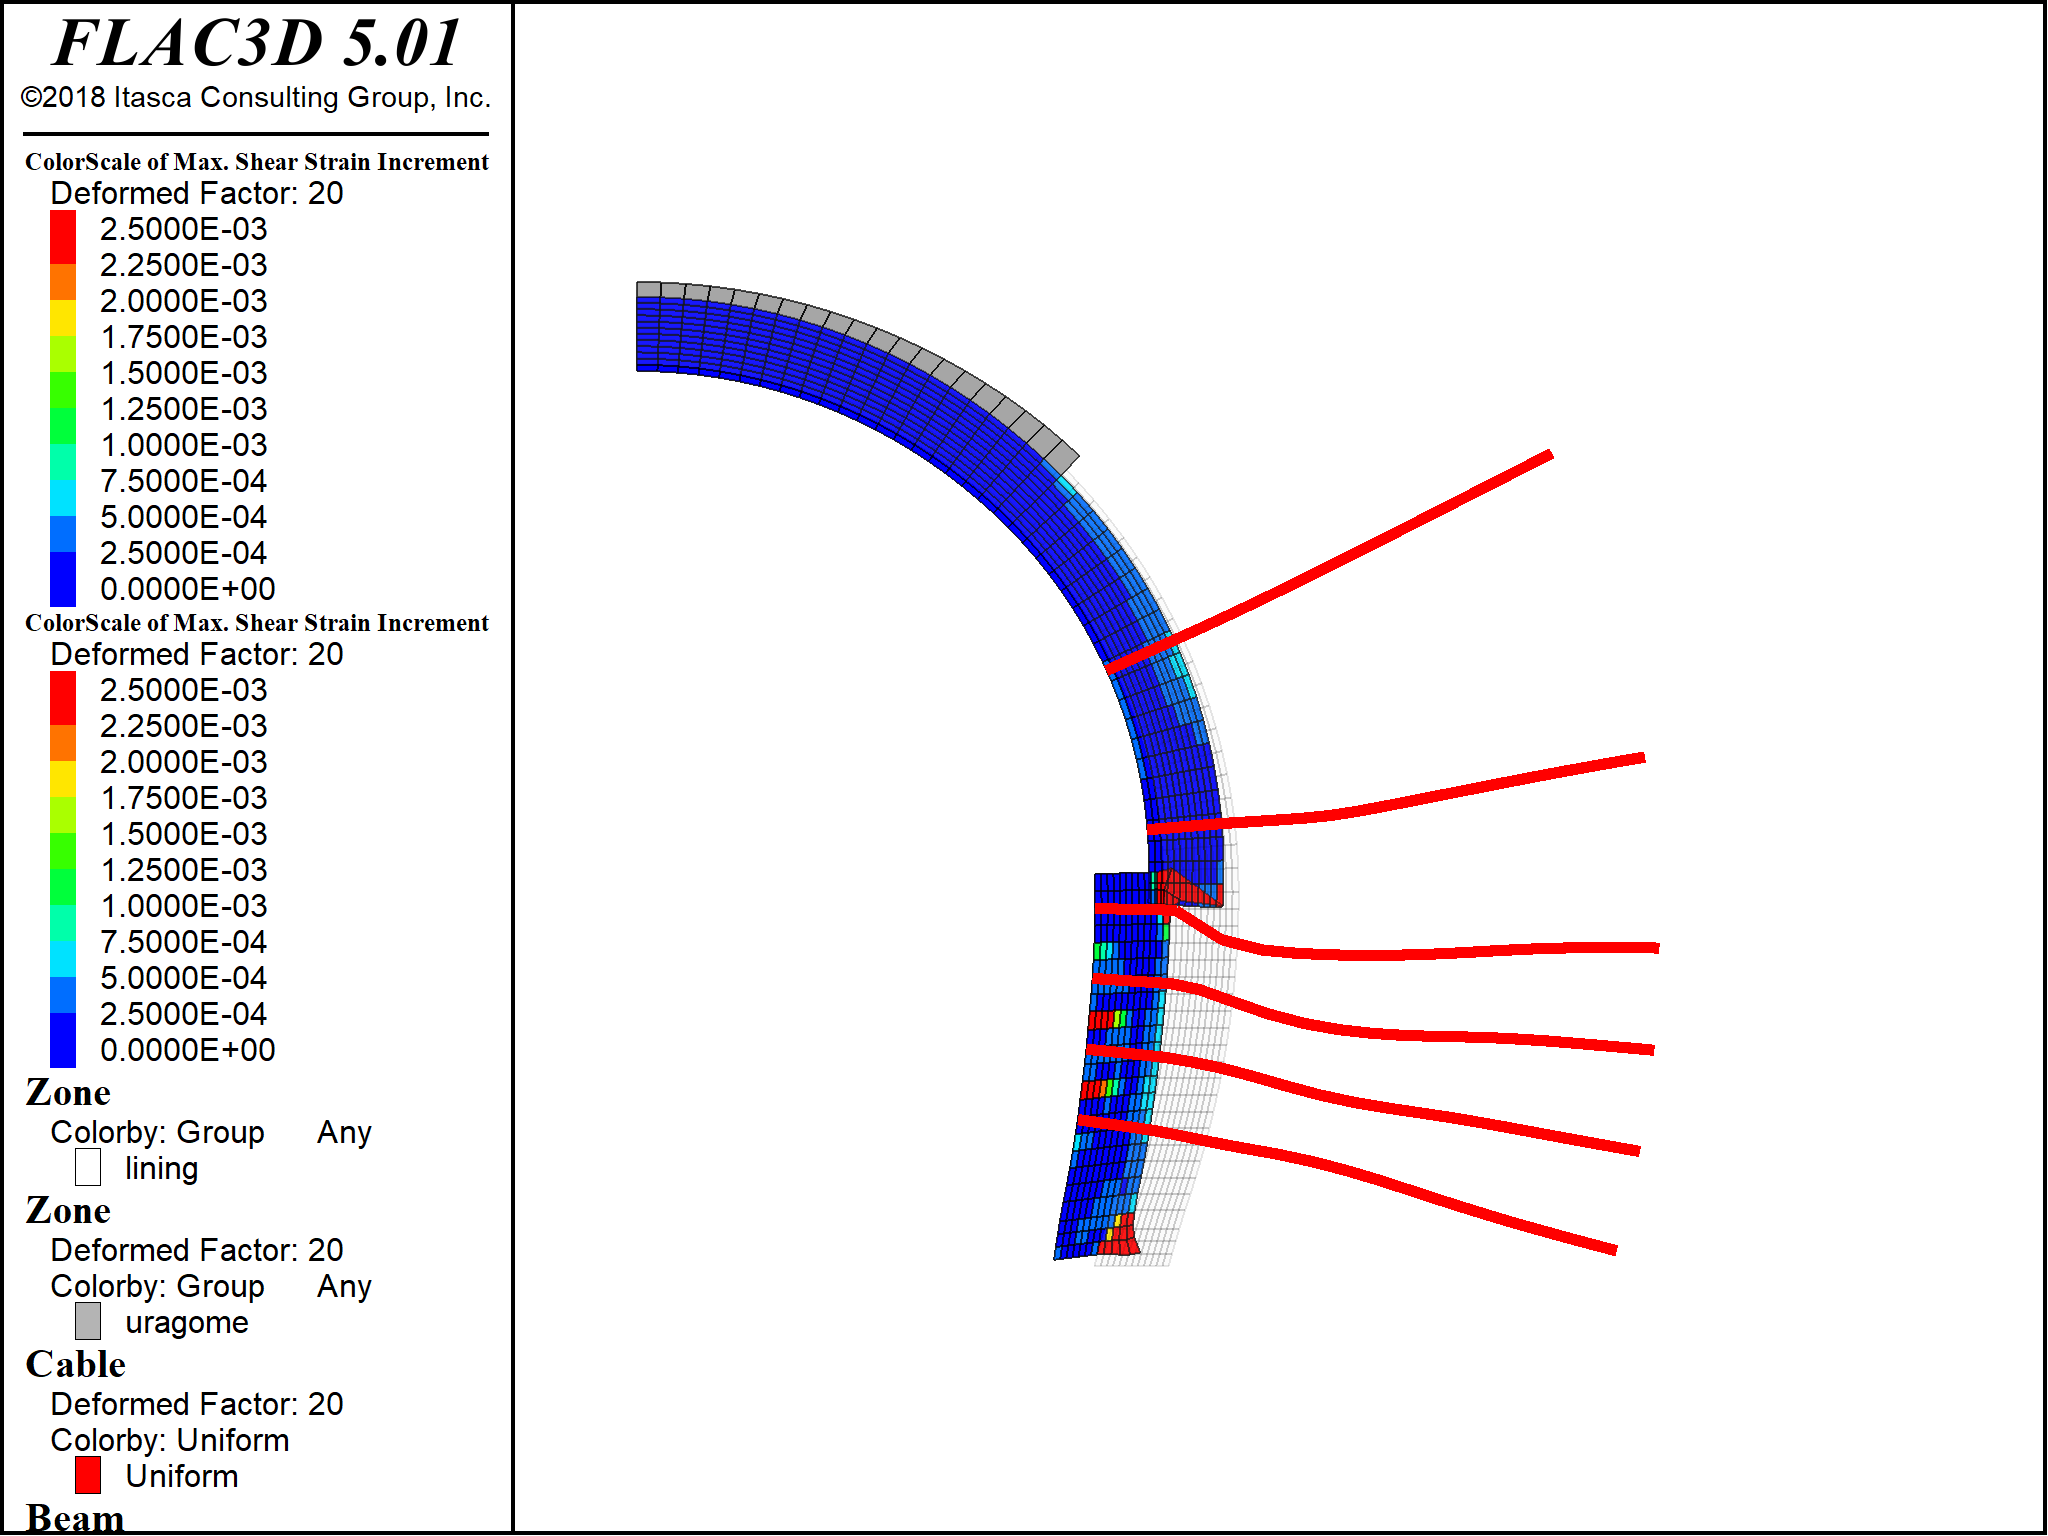 FLAC3D 5.01
©2018 Itasca Consulting Group, Inc.
ColorScale of Max. Shear Strain Increment
Deformed Factor: 20
2.5000E-03
2.2500E-03
2.0000E-03
1.7500E-03
1.5000E-03
1.2500E-03
1.0000E-03
7.5000E-04
5.0000E-04
2.5000E-04
0.0000E+00
ColorScale of Max. Shear Strain Increment
Deformed Factor: 20
2.5000E-03
2.2500E-03
2.0000E-03
1.7500E-03
1.5000E-03
1.2500E-03
1.0000E-03
7.5000E-04
5.0000E-04
2.5000E-04
0.0000E+00
Zone
Colorby: Group Any
lining
Zone
Deformed Factor: 20
Colorby: Group Any
uragome
Cable
Deformed Factor: 20
Colorby: Uniform
Uniform
Beam